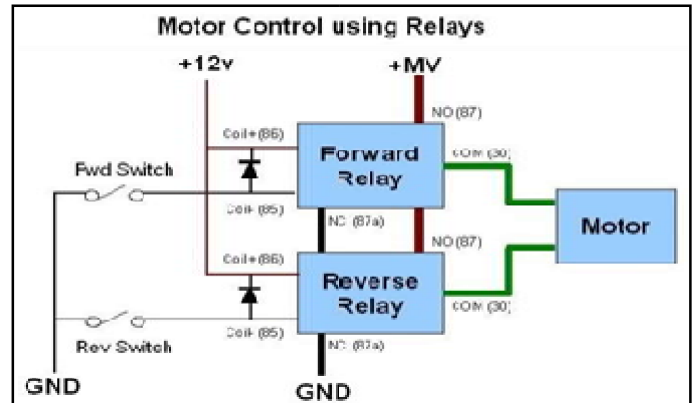 Motor Control using Relays
+12v
+MV
NO(87)
Coil+(86)
Forward
Relay
COM (30)
Fwd Switch
Coil-(85)
NC (87a)
Motor
NO(87)
Coil+(86)
Reverse
Relay
COM (30)
Coil-(85)
Rev Switch
NC (87a)
GND
GND